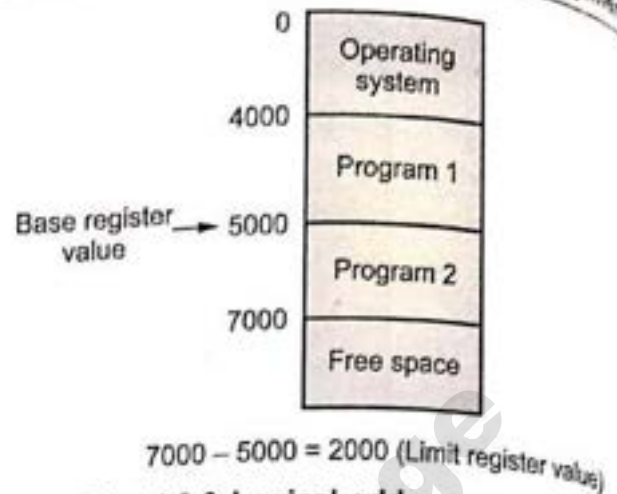 0
Operating
system
4000
Program 1
Base register
value
5000
Program 2
7000
Free space
7000 – 5000 = 2000 (Limit register value)